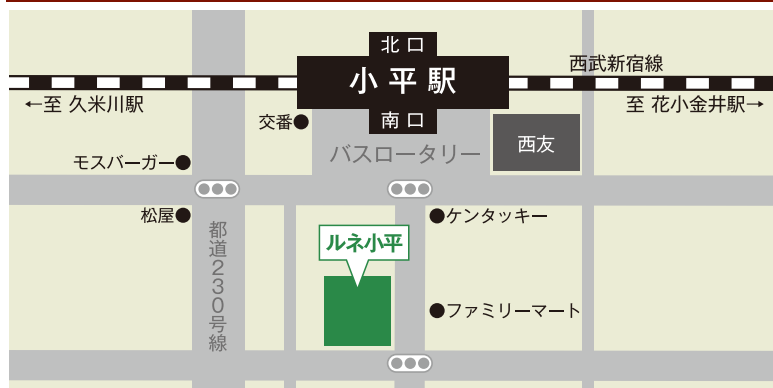 北口
小平駅
西武新宿線
←至 久米川駅
至 花小金井駅→
南口
交番
西友
バスロータリー
モスバーガー
松屋
ケンタッキー
都道230号線
ルネ小平
ファミリーマート